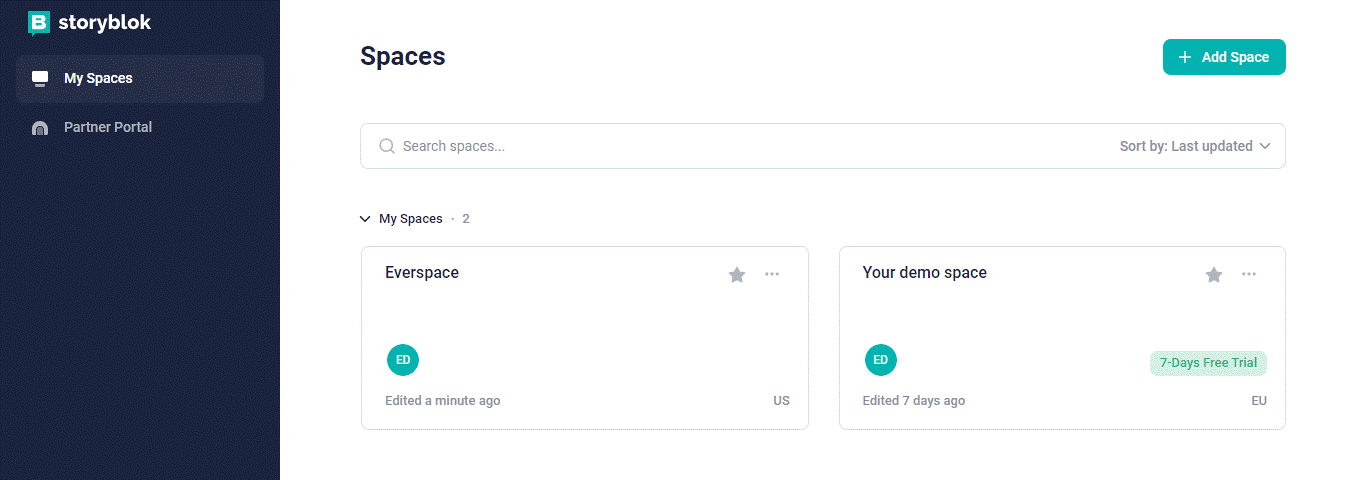 storyblok
My Spaces
Partner Portal
Spaces
Add Space
Search spaces...
Sort by: Last updated
My Spaces · 2
Everspace
ED
Edited a minute ago
US
Your demo space
ED
7-Days Free Trial
Edited 7 days ago
EU